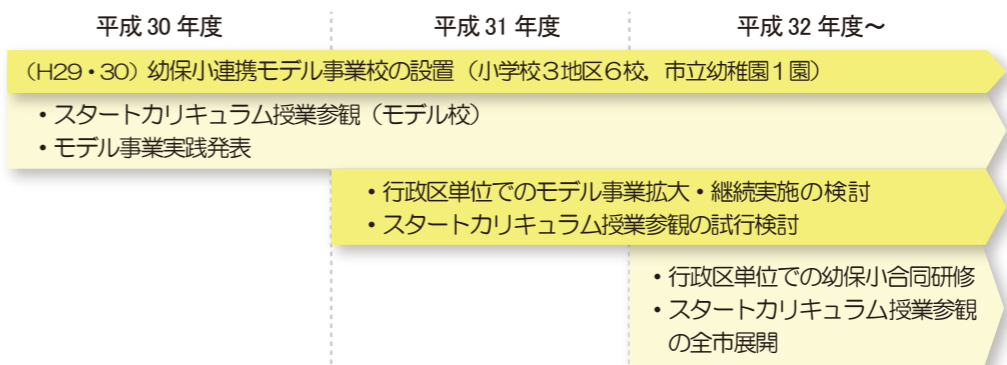 平成 30 年度 平成 31 年度 平成 32 年度～
（H29・30）幼保小連携モデル事業校の設置（小学校３地区６校，市立幼稚園１園）
・スタートカリキュラム授業参観（モデル校）
・モデル事業実践発表
・行政区単位でのモデル事業拡大・継続実施の検討
・スタートカリキュラム授業参観の試行検討
・行政区単位での幼保小合同研修
・スタートカリキュラム授業参観
の全市展開